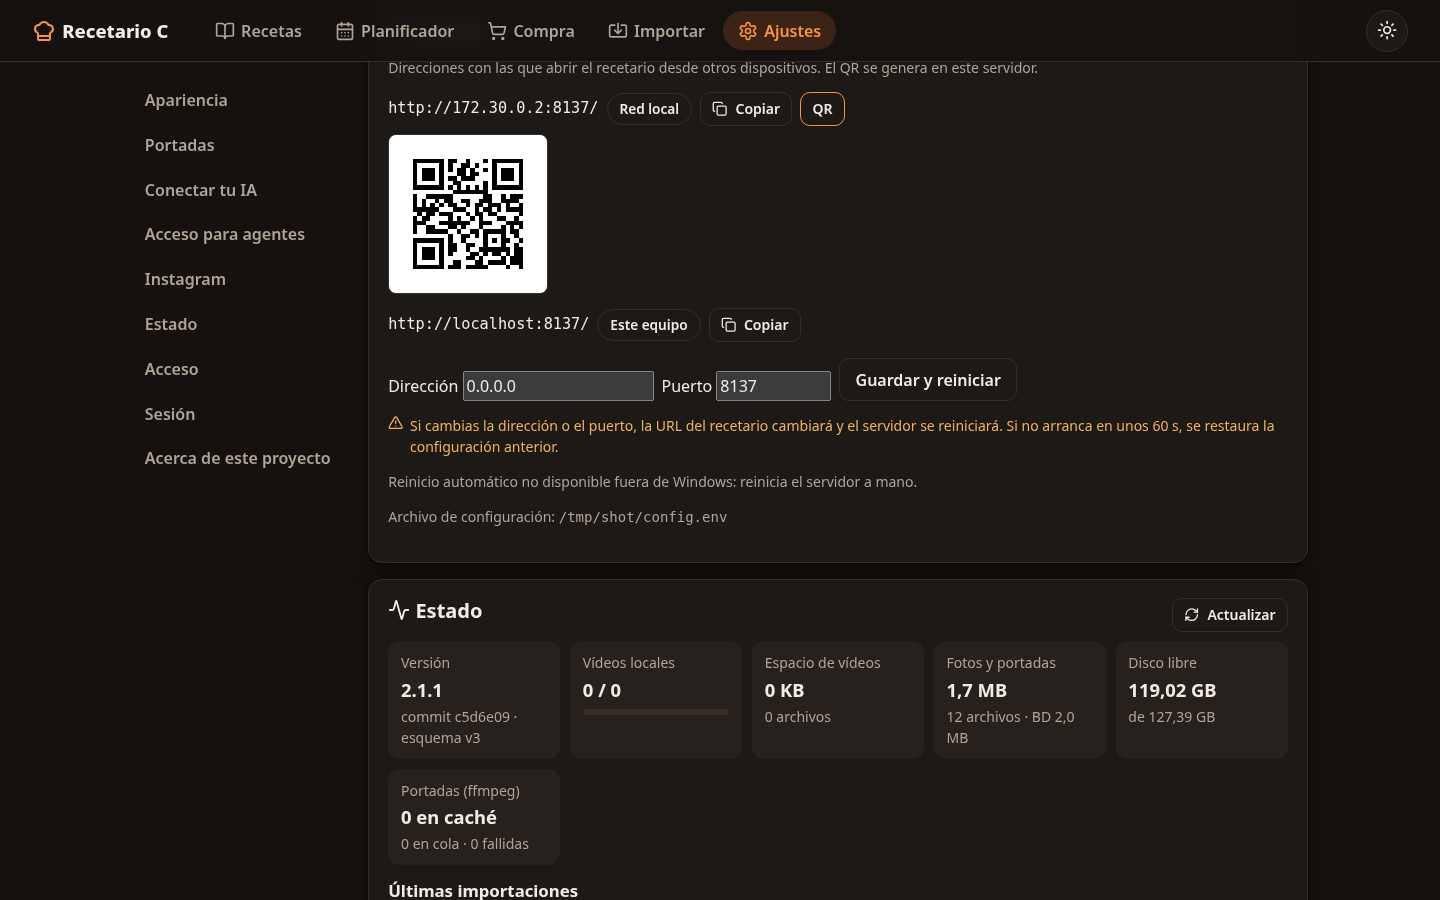 Recetario C
Recetas
Planificador
Compra
Importar
Ajustes
Apariencia
Portadas
Conectar tu IA
Acceso para agentes
Instagram
Estado
Acceso
Sesión
Acerca de este proyecto
Direcciones con las que abrir el recetario desde otros dispositivos. El QR se genera en este servidor.
http://172.30.0.2:8137/ Red local Copiar QR
http://localhost:8137/ Este equipo Copiar
Dirección 0.0.0.0 Puerto 8137 Guardar y reiniciar
Si cambias la dirección o el puerto, la URL del recetario cambiará y el servidor se reiniciará. Si no arranca en unos 60 s, se restaura la
configuración anterior.
Reinicio automático no disponible fuera de Windows: reinicia el servidor a mano.
Archivo de configuración: /tmp/shot/config.env
Estado
Actualizar
Versión
2.1.1
commit c5d6e09 ·
esquema v3
Vídeos locales
0 / 0
Espacio de vídeos
0 KB
0 archivos
Fotos y portadas
1,7 MB
12 archivos · BD 2,0
MB
Disco libre
119,02 GB
de 127,39 GB
Portadas (ffmpeg)
0 en caché
0 en cola · 0 fallidas
Últimas importaciones